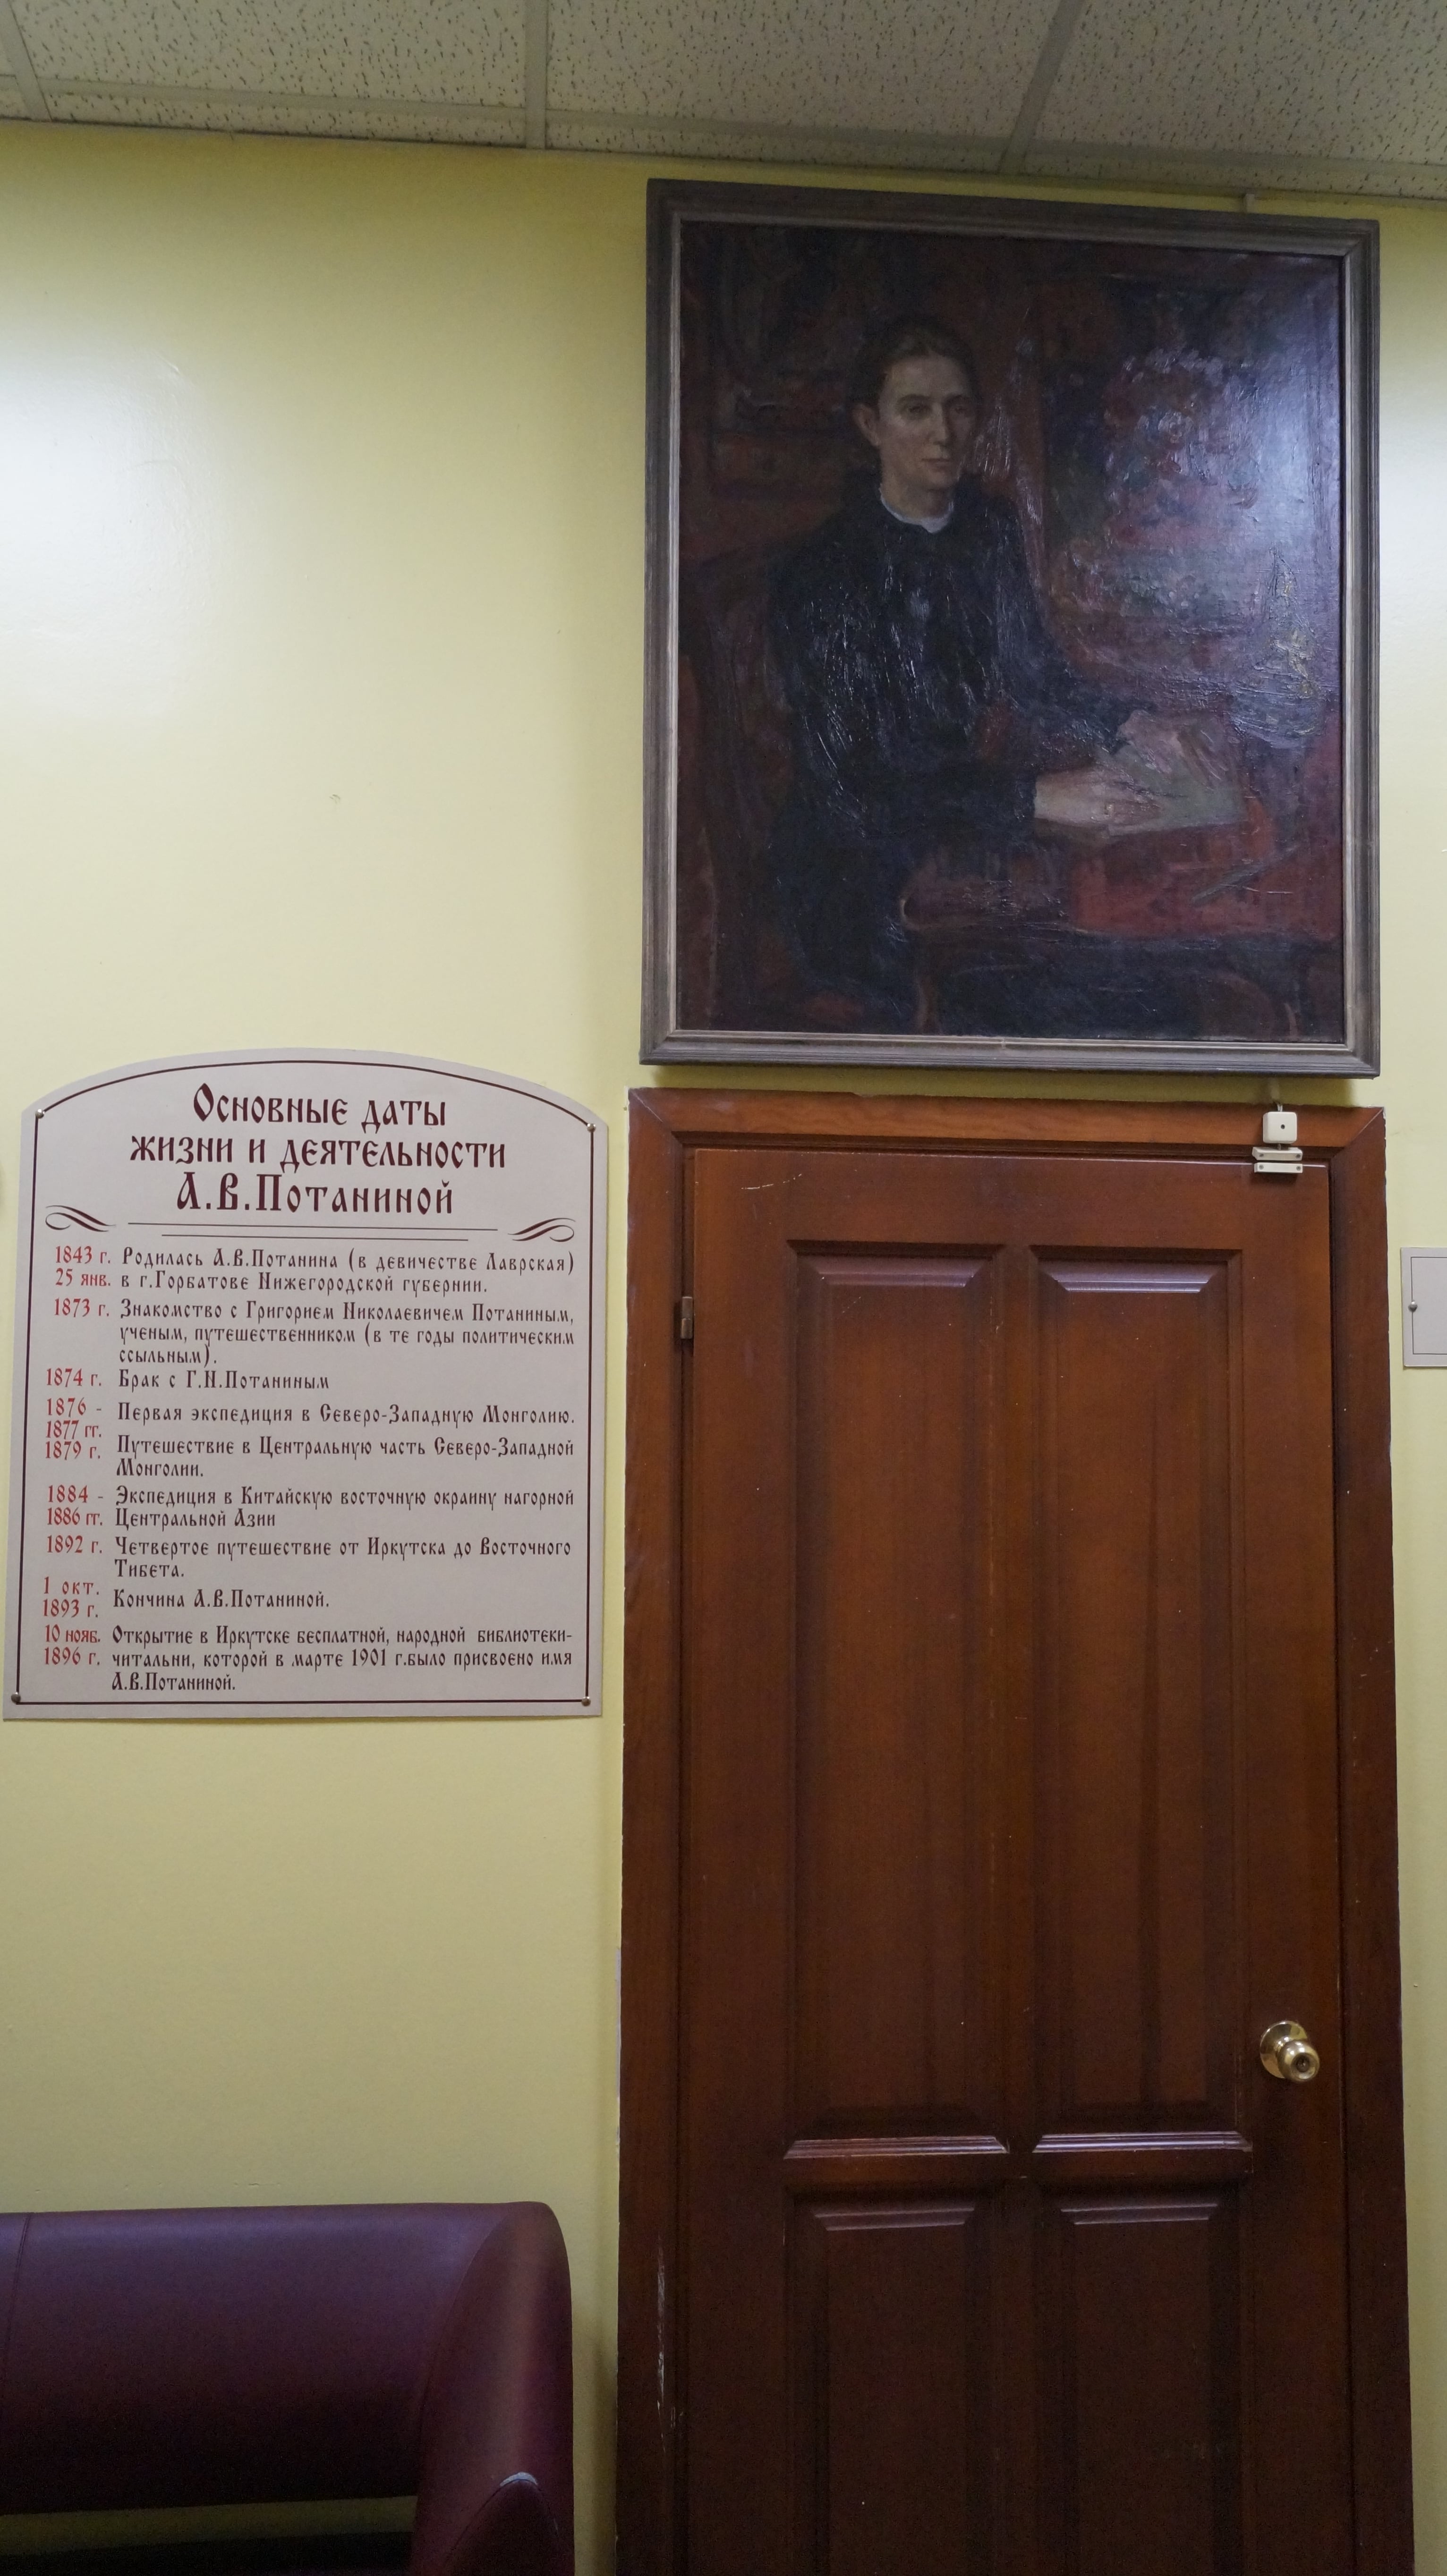 Основные даты
жизни и деятельности
А.В.Потаниной
1843 г. Родилась А.В.Потанина (в девичестве Лаврская)
25 янв. в г.Горбатове Нижегородской губернии.
1873 г. Знакомство с Григорием Николаевичем Потаниным,
ученым, путешественником (в те годы политическим
ссыльным).
1874 г. Брак с Г.Н.Потаниным
1876 -
1877 гг.
Первая экспедиция в Северо-Западную Монголию.
1879 г. Путешествие в Центральную часть Северо-Западной
Монголии.
1884 - Экспедиция в Китайскую восточную окраину нагорной
1886 гг. Центральной Азии
1892 г. Четвертое путешествие от Иркутска до Восточного
Тибета.
1 окт.
1893 г.
Кончина А.В.Потаниной.
10 нояб. Открытие в Иркутске бесплатной, народной библиотеки-
1896 г. читальни, которой в марте 1901 г.было присвоено имя
А.В.Потаниной.